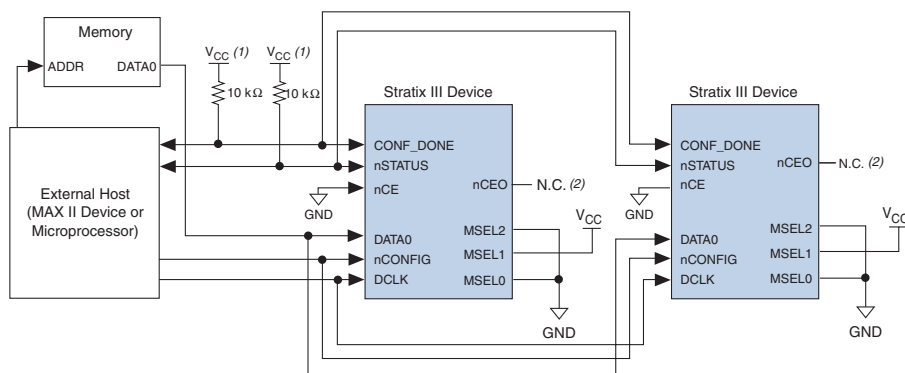 Memory
ADDR
DATA0
VCC (1)
VCC (1)
10 kΩ
10 kΩ
External Host
(MAX II Device or
Microprocessor)
Stratix III Device
CONF_DONE
nSTATUS
nCE
nCEO
N.C. (2)
GND
DATA0
nCONFIG
DCLK
MSEL2
MSEL1
MSEL0
VCC
GND
Stratix III Device
CONF_DONE
nSTATUS
nCE
nCEO
N.C. (2)
GND
DATA0
nCONFIG
DCLK
MSEL2
MSEL1
MSEL0
VCC
GND